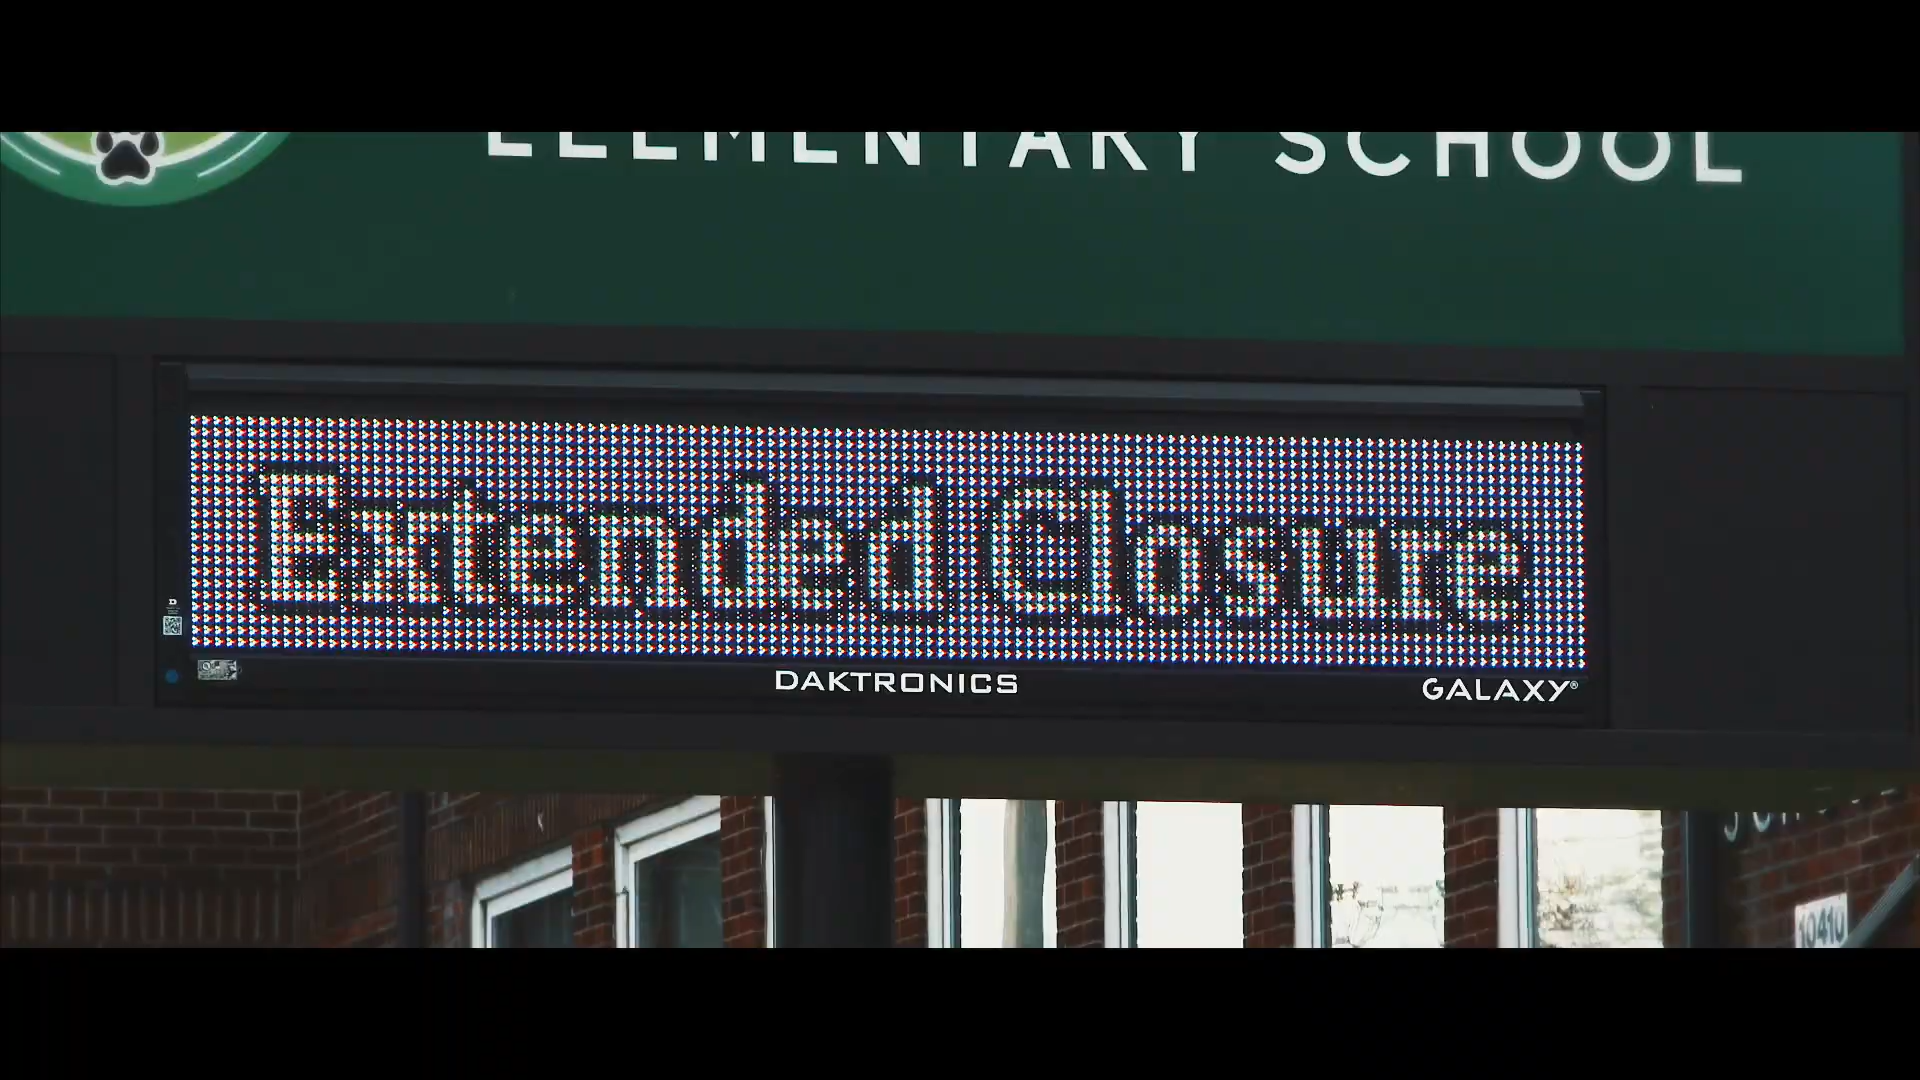 ELEMENTARY SCHOOL
Extended Closure
DAKTRONICS
GALAXY®
10410